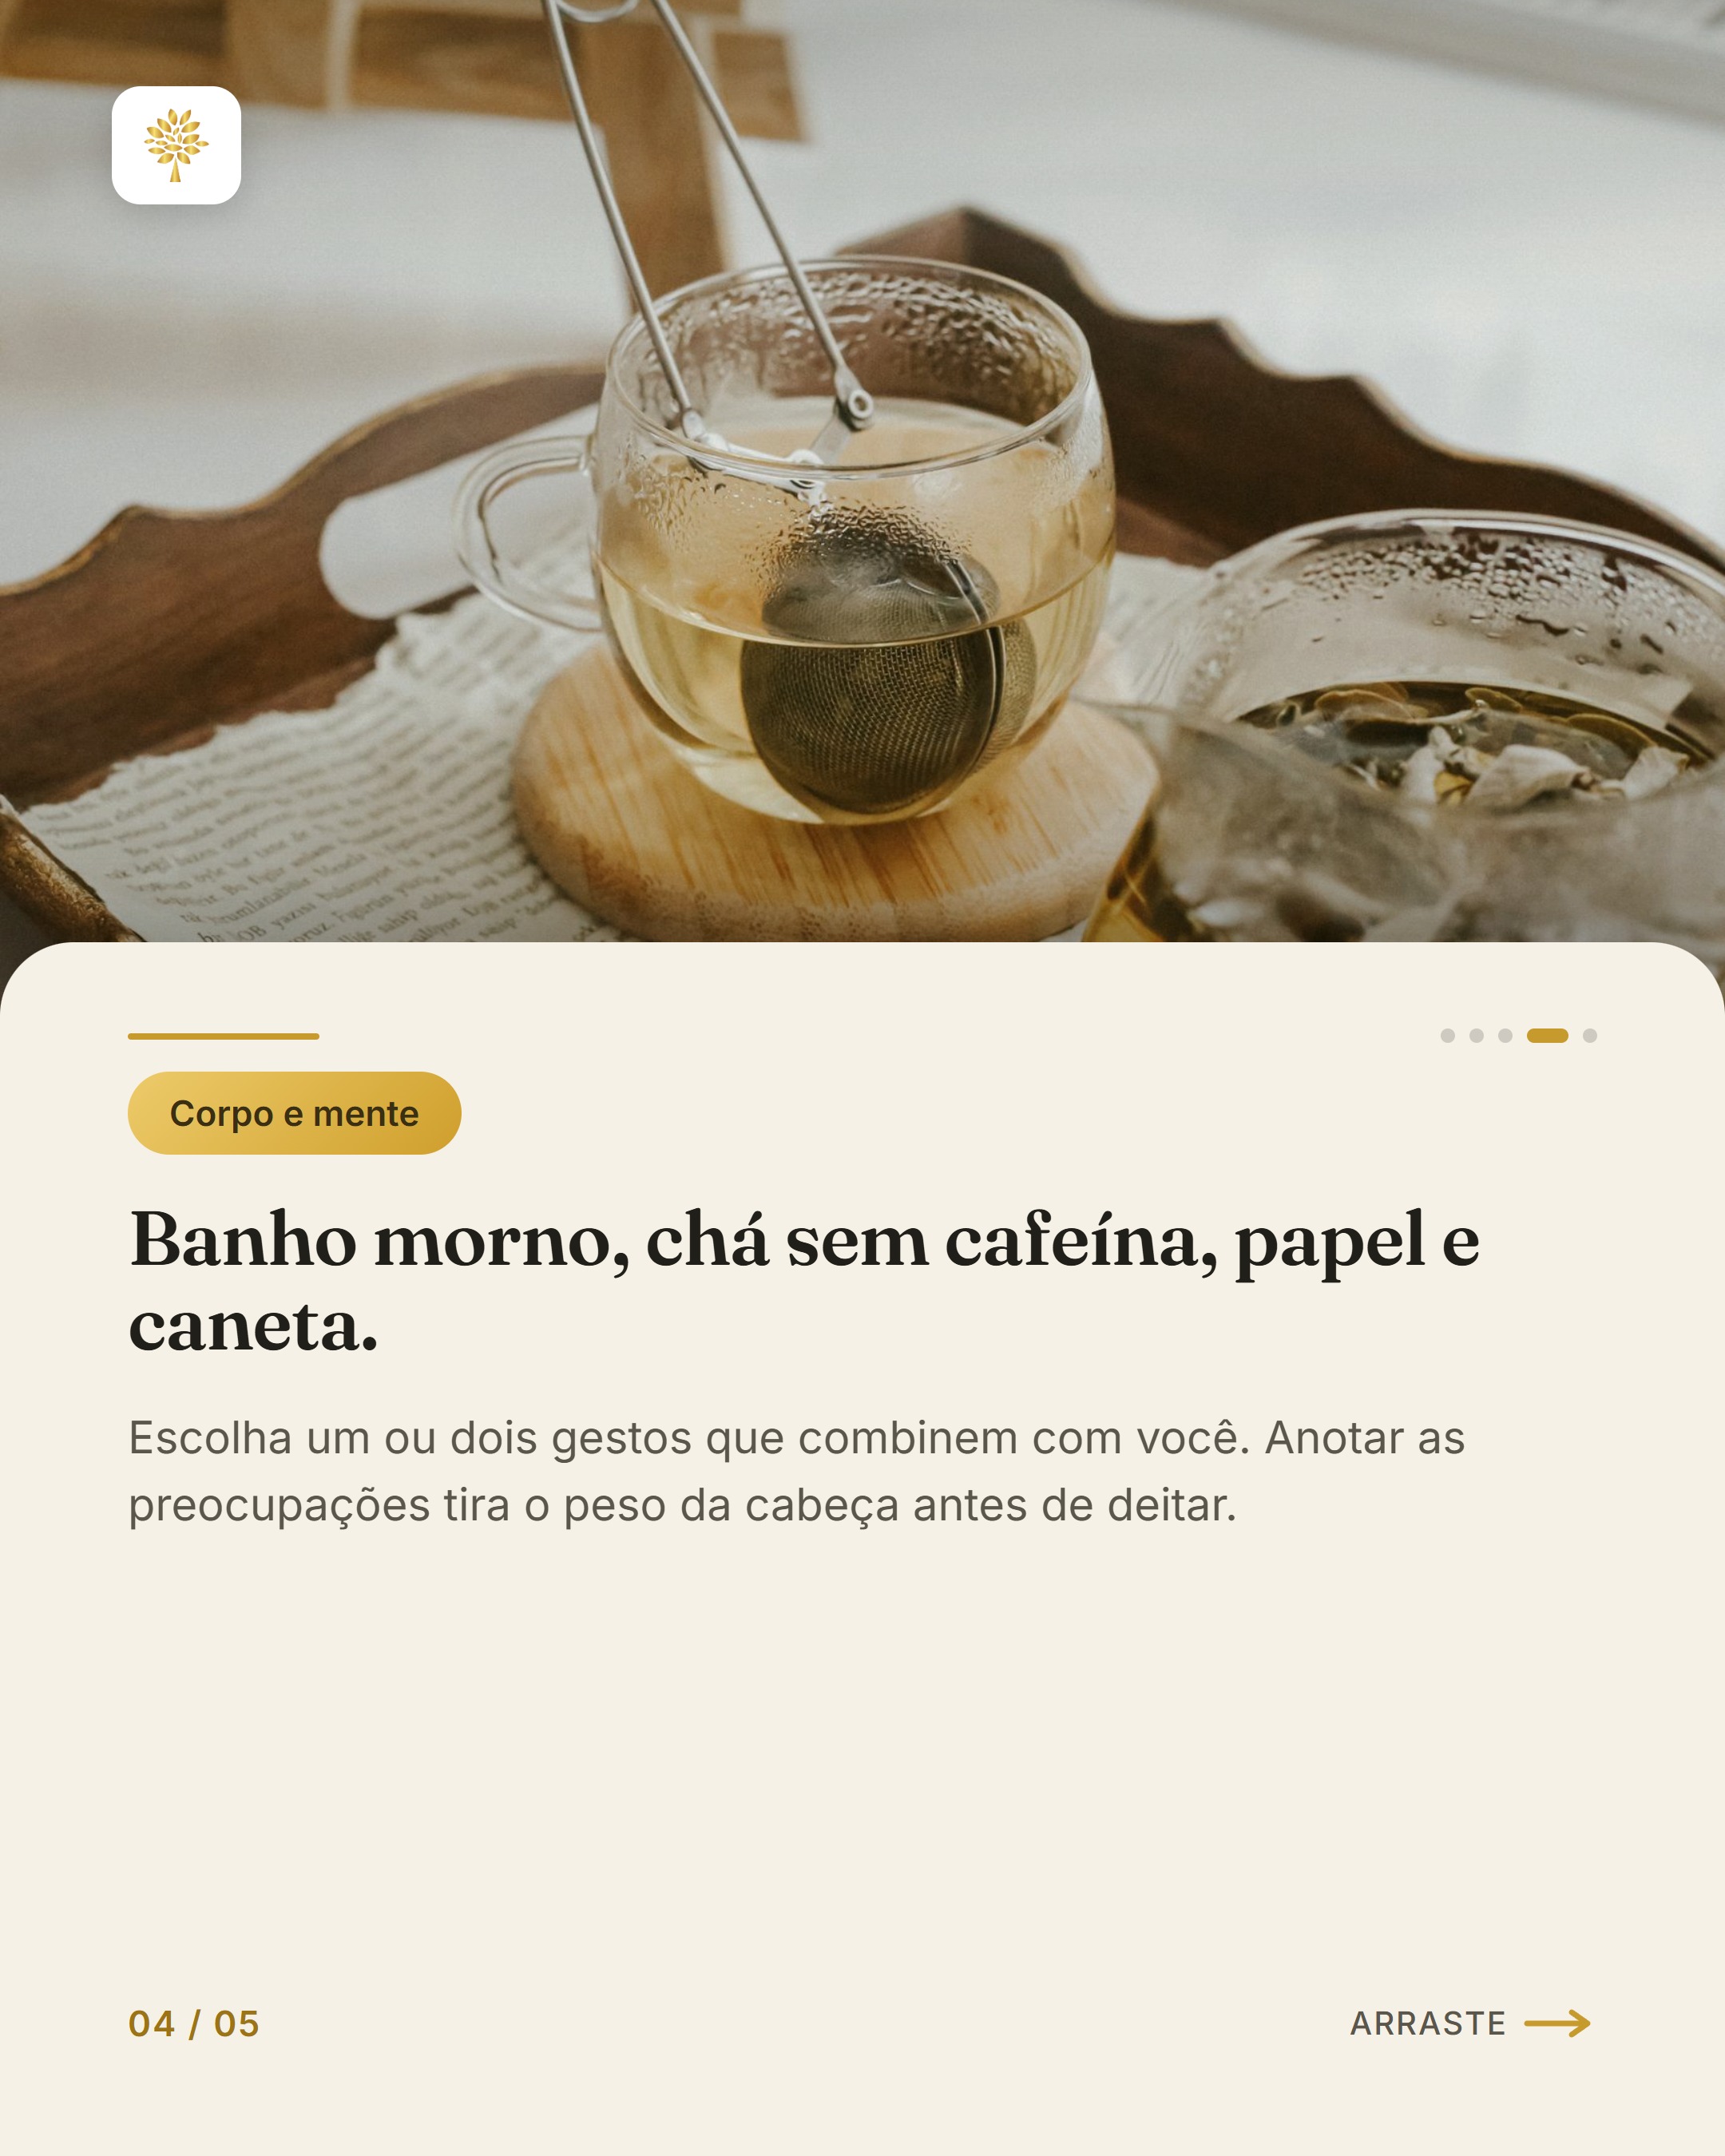 Corpo e mente
Banho morno, chá sem cafeína, papel e
caneta.
Escolha um ou dois gestos que combinem com você. Anotar as
preocupações tira o peso da cabeça antes de deitar.
04 / 05
ARRASTE